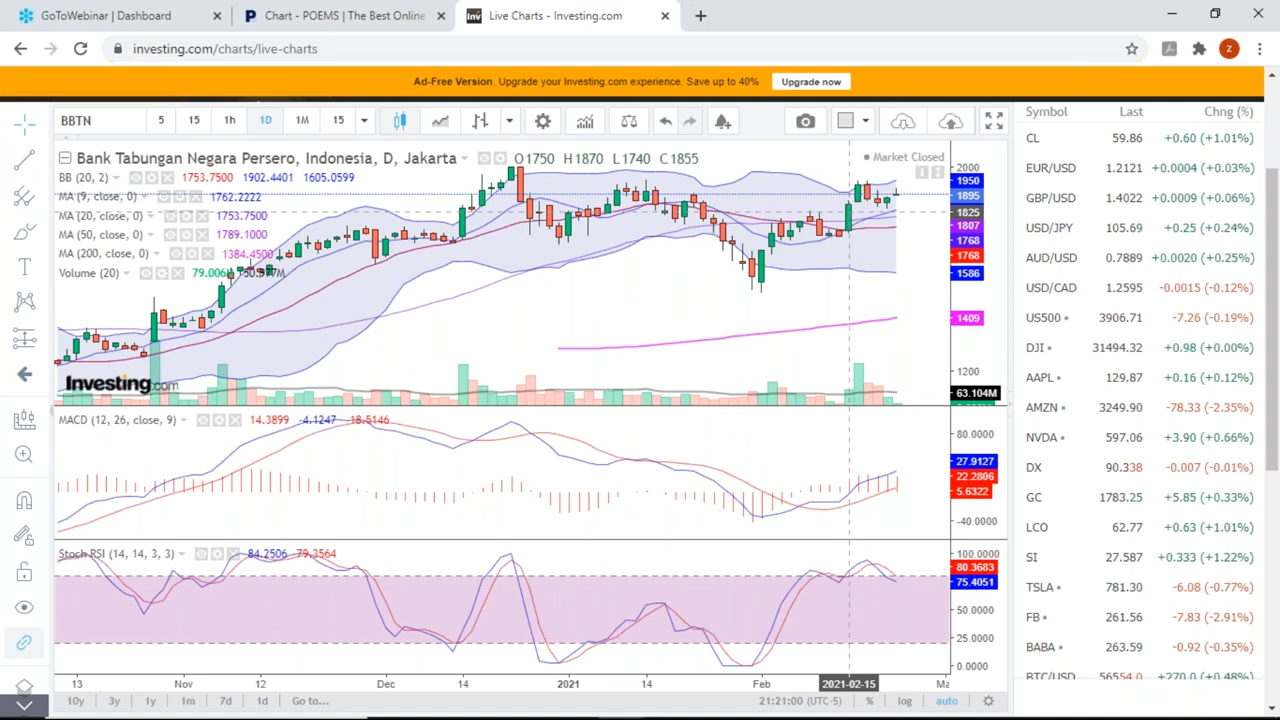 GoToWebinar | Dashboard
Chart - POEMS | The Best Online
Live Charts - Investing.com
investing.com/charts/live-charts
Z
Ad-Free Version. Upgrade your Investing.com experience. Save up to 40%
Upgrade now
BBTN 5 15 1h 1D 1M 15
Bank Tabungan Negara Persero, Indonesia, D, Jakarta O1750 H1870 L1740 C1855
Market Closed
BB (20, 2) 1753.7500 1902.4401 1605.0599
MA (9, close, 0) 1762.2222
MA (20, close, 0) 1753.7500
MA (200, close, 0) 1384.4500
Volume (20)
2000
1950
1895
1825
1807
1768
1768
1586
1409
1200
63.104M
Investing.com
MACD (12, 26, close, 9) 14.3899 -4.1247 18.5146
80.0000
27.9127
22.2806
5.6322
-40.0000
Stoch RSI (14, 14, 3, 3) 84.2506 79.3564
100.0000
80.3683
75.4051
50.0000
25.0000
0.0000
13 Nov 12 Dec 14 2021 14 Feb 2021-02-15
10y 3y 1y 1m 7d 1d Go to...
21:21:00 (UTC-5) % log auto
Symbol Last Chng (%)
CL 59.86 +0.60 (+1.01%)
EUR/USD 1.2121 +0.0004 (+0.03%)
GBP/USD 1.4022 +0.0009 (+0.06%)
USD/JPY 105.69 +0.25 (+0.24%)
AUD/USD 0.7889 +0.0020 (+0.25%)
USD/CAD 1.2595 -0.0015 (-0.12%)
US500 3906.71 -7.26 (-0.19%)
DJI 31494.32 +0.98 (+0.00%)
AAPL 129.87 +0.16 (+0.12%)
AMZN 3249.90 -78.33 (-2.35%)
NVDA 597.06 +3.90 (+0.66%)
DX 90.338 -0.007 (-0.01%)
GC 1783.25 +5.85 (+0.33%)
LCO 62.77 +0.63 (+1.01%)
SI 27.587 +0.333 (+1.22%)
TSLA 781.30 -6.08 (-0.77%)
FB 261.56 -7.83 (-2.91%)
BABA 263.59 -0.92 (-0.35%)
BTC/USD 56554.0 +270.0 (+0.48%)